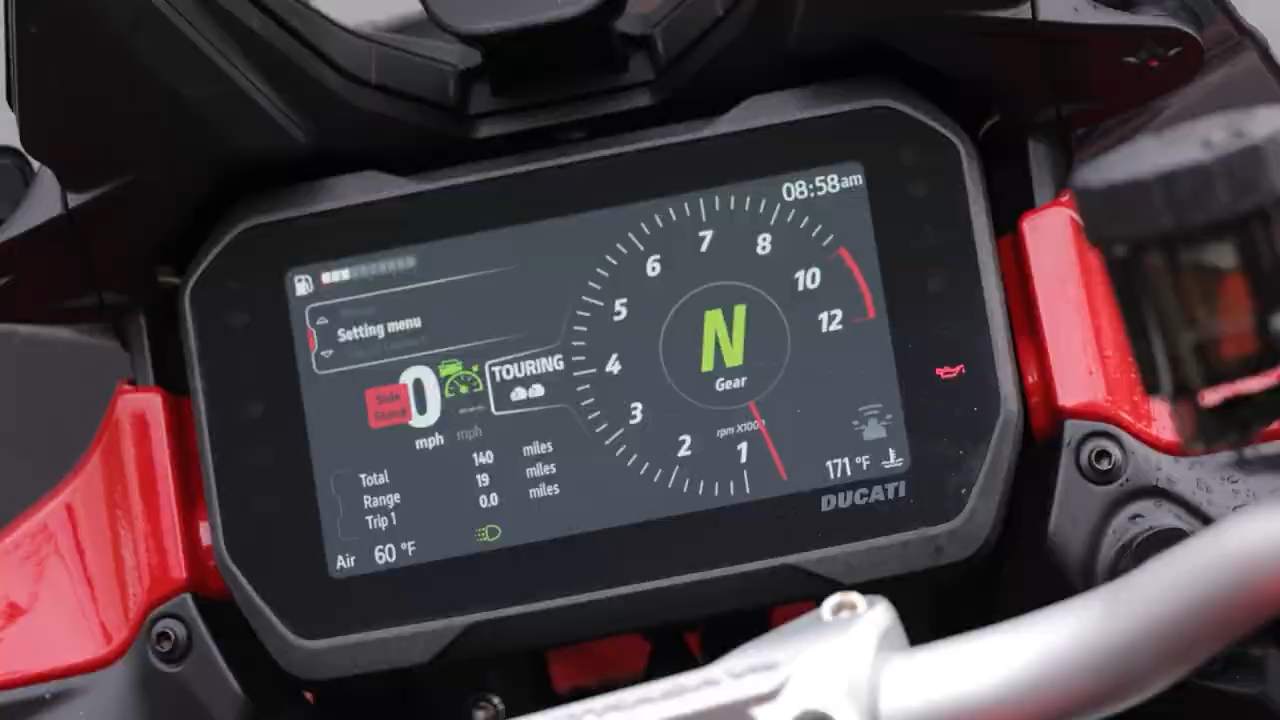 08:58am
Setting menu
Side
Stand
0
mph
mph
TOURING
Total 140 miles
Range 19 miles
Trip 1 0.0 miles
Air 60 °F
1
2
3
4
5
6
7
8
10
12
N
Gear
rpm X1000
171 °F
DUCATI